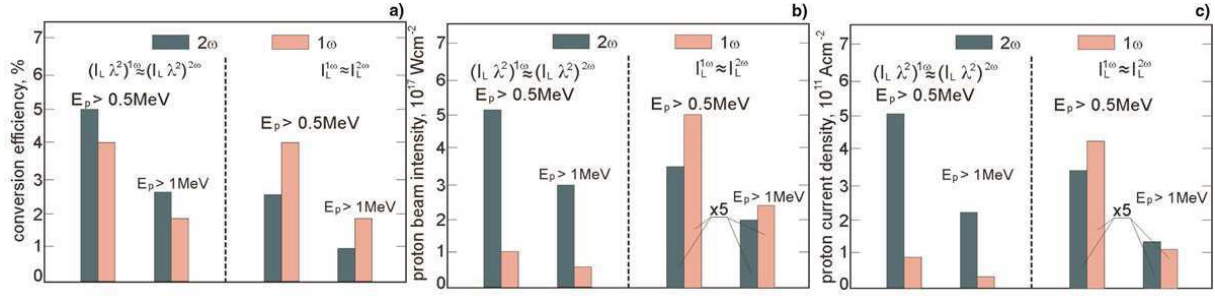 a)
7
6
5
4
3
2
1
0
conversion efficiency, %
2ω 1ω
(I_L λ²)^1ω ≈ (I_L λ²)^2ω
I_L^1ω ≈ I_L^2ω
E_p > 0.5MeV
E_p > 0.5MeV
E_p > 1MeV
E_p > 1MeV
b)
7
6
5
4
3
2
1
0
proton beam intensity, 10^17 Wcm^-2
2ω 1ω
(I_L λ²)^1ω ≈ (I_L λ²)^2ω
I_L^1ω ≈ I_L^2ω
E_p > 0.5MeV
E_p > 0.5MeV
E_p > 1MeV
E_p > 1MeV
x5
c)
7
6
5
4
3
2
1
0
proton current density, 10^11 Acm^-2
2ω 1ω
(I_L λ²)^1ω ≈ (I_L λ²)^2ω
I_L^1ω ≈ I_L^2ω
E_p > 0.5MeV
E_p > 0.5MeV
E_p > 1MeV
E_p > 1MeV
x5